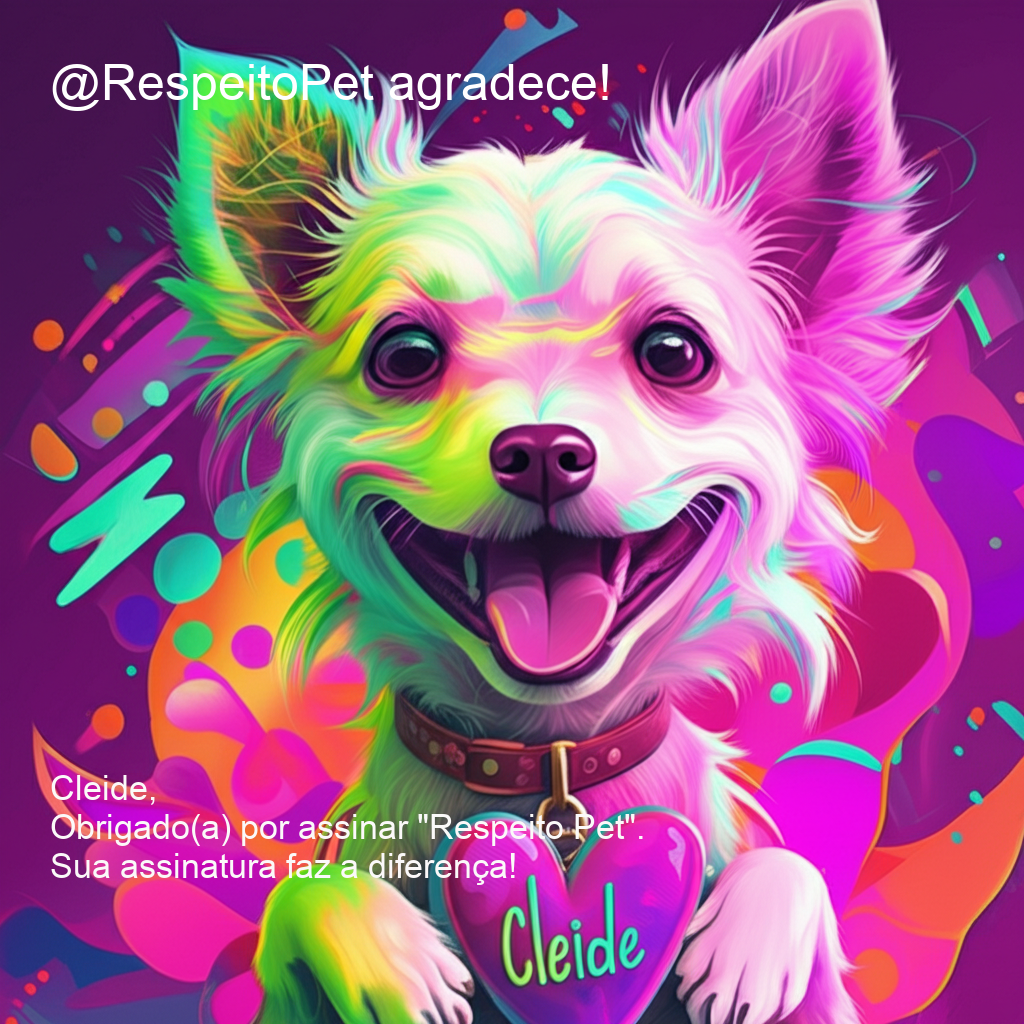 @RespeitoPet agradece!
Cleide,
Obrigado(a) por assinar "Respeito Pet".
Sua assinatura faz a diferença!
Cleide